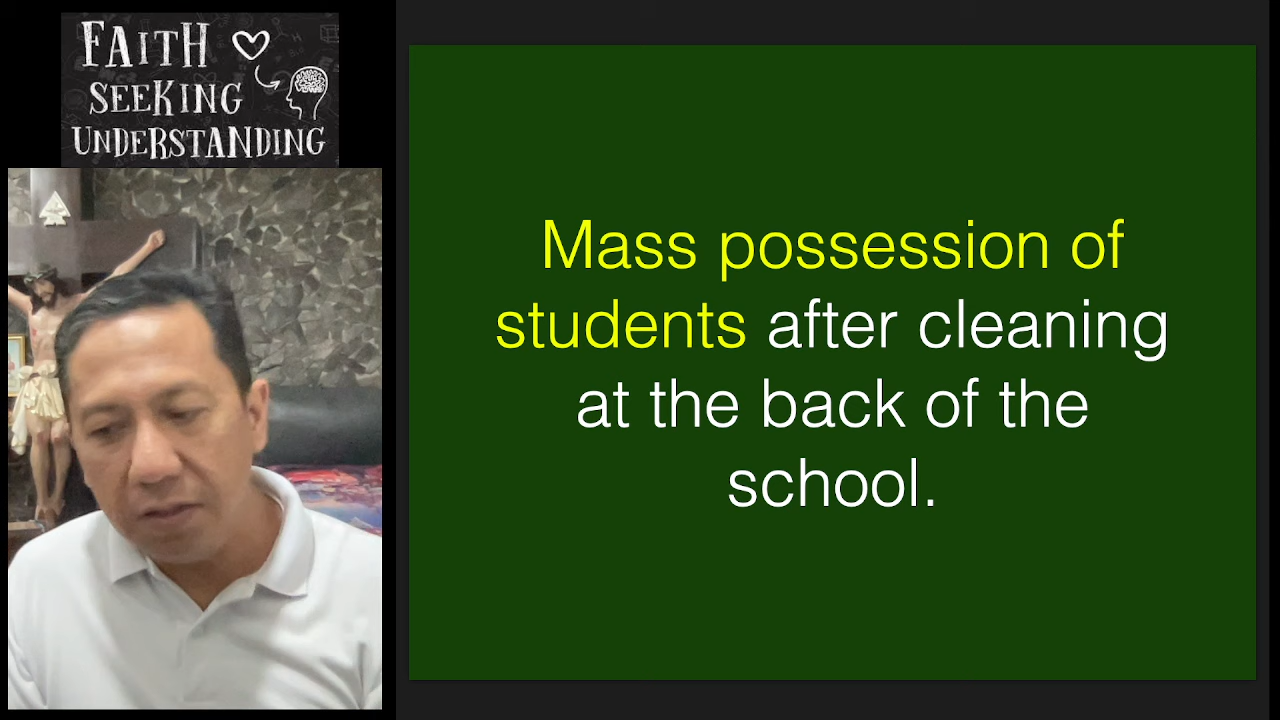 FAITH
SEEKING
UNDERSTANDING
Mass possession of
students after cleaning
at the back of the
school.